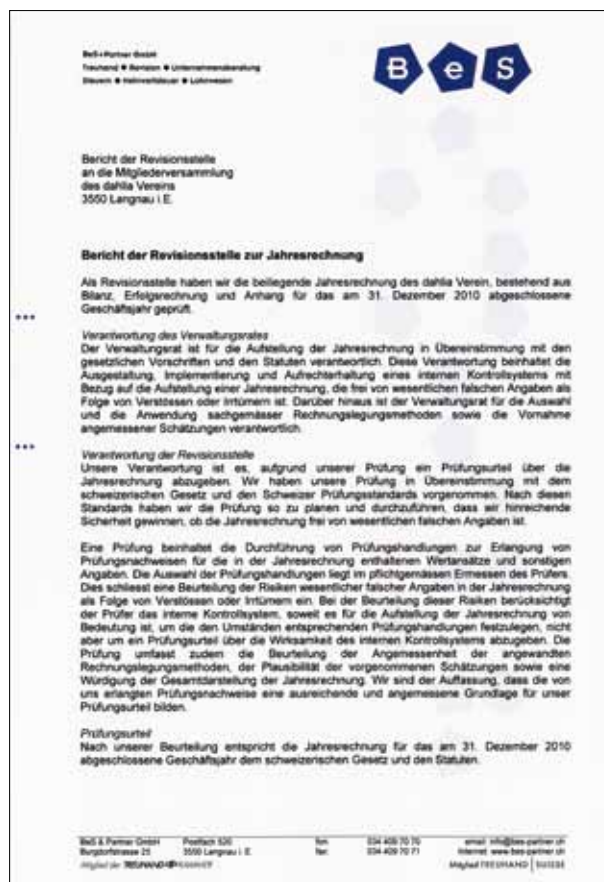 BeS+Partner GmbH
Treuhand ● Revision ● Unternehmensberatung
Steuern ● Mehrwertsteuer ● Lohnwesen
B e S
Bericht der Revisionsstelle
an die Mitgliederversammlung
des dahlia Vereins
3550 Langnau i.E.
Bericht der Revisionsstelle zur Jahresrechnung
Als Revisionsstelle haben wir die beiliegende Jahresrechnung des dahlia Verein, bestehend aus
Bilanz, Erfolgsrechnung und Anhang für das am 31. Dezember 2010 abgeschlossene
Geschäftsjahr geprüft.
Verantwortung des Verwaltungsrates
Der Verwaltungsrat ist für die Aufstellung der Jahresrechnung in Übereinstimmung mit den
gesetzlichen Vorschriften und den Statuten verantwortlich. Diese Verantwortung beinhaltet die
Ausgestaltung, Implementierung und Aufrechterhaltung eines internen Kontrollsystems mit
Bezug auf die Aufstellung einer Jahresrechnung, die frei von wesentlichen falschen Angaben als
Folge von Verstössen oder Irrtümern ist. Darüber hinaus ist der Verwaltungsrat für die Auswahl
und die Anwendung sachgemässer Rechnungslegungsmethoden sowie die Vornahme
angemessener Schätzungen verantwortlich.
Verantwortung der Revisionsstelle
Unsere Verantwortung ist es, aufgrund unserer Prüfung ein Prüfungsurteil über die
Jahresrechnung abzugeben. Wir haben unsere Prüfung in Übereinstimmung mit dem
schweizerischen Gesetz und den Schweizer Prüfungsstandards vorgenommen. Nach diesen
Standards haben wir die Prüfung so zu planen und durchzuführen, dass wir hinreichende
Sicherheit gewinnen, ob die Jahresrechnung frei von wesentlichen falschen Angaben ist.
Eine Prüfung beinhaltet die Durchführung von Prüfungshandlungen zur Erlangung von
Prüfungsnachweisen für die in der Jahresrechnung enthaltenen Wertansätze und sonstigen
Angaben. Die Auswahl der Prüfungshandlungen liegt im pflichtgemässen Ermessen des Prüfers.
Dies schliesst eine Beurteilung der Risiken wesentlicher falscher Angaben in der Jahresrechnung
als Folge von Verstössen oder Irrtümern ein. Bei der Beurteilung dieser Risiken berücksichtigt
der Prüfer das interne Kontrollsystem, soweit es für die Aufstellung der Jahresrechnung von
Bedeutung ist, um die den Umständen entsprechenden Prüfungshandlungen festzulegen, nicht
aber um ein Prüfungsurteil über die Wirksamkeit des internen Kontrollsystems abzugeben. Die
Prüfung umfasst zudem die Beurteilung der Angemessenheit der angewandten
Rechnungslegungsmethoden, der Plausibilität der vorgenommenen Schätzungen sowie eine
Würdigung der Gesamtdarstellung der Jahresrechnung. Wir sind der Auffassung, dass die von
uns erlangten Prüfungsnachweise eine ausreichende und angemessene Grundlage für unser
Prüfungsurteil bilden.
Prüfungsurteil
Nach unserer Beurteilung entspricht die Jahresrechnung für das am 31. Dezember 2010
abgeschlossene Geschäftsjahr dem schweizerischen Gesetz und den Statuten.
BeS & Partner GmbH Postfach 520 fon: 034 409 70 70 email: info@bes-partner.ch
Burgdorfstrasse 25 3550 Langnau i. E. fax: 034 409 70 71 Internet: www.bes-partner.ch
Mitglied der TREUHAND KAMMER Mitglied TREUHAND | SUISSE